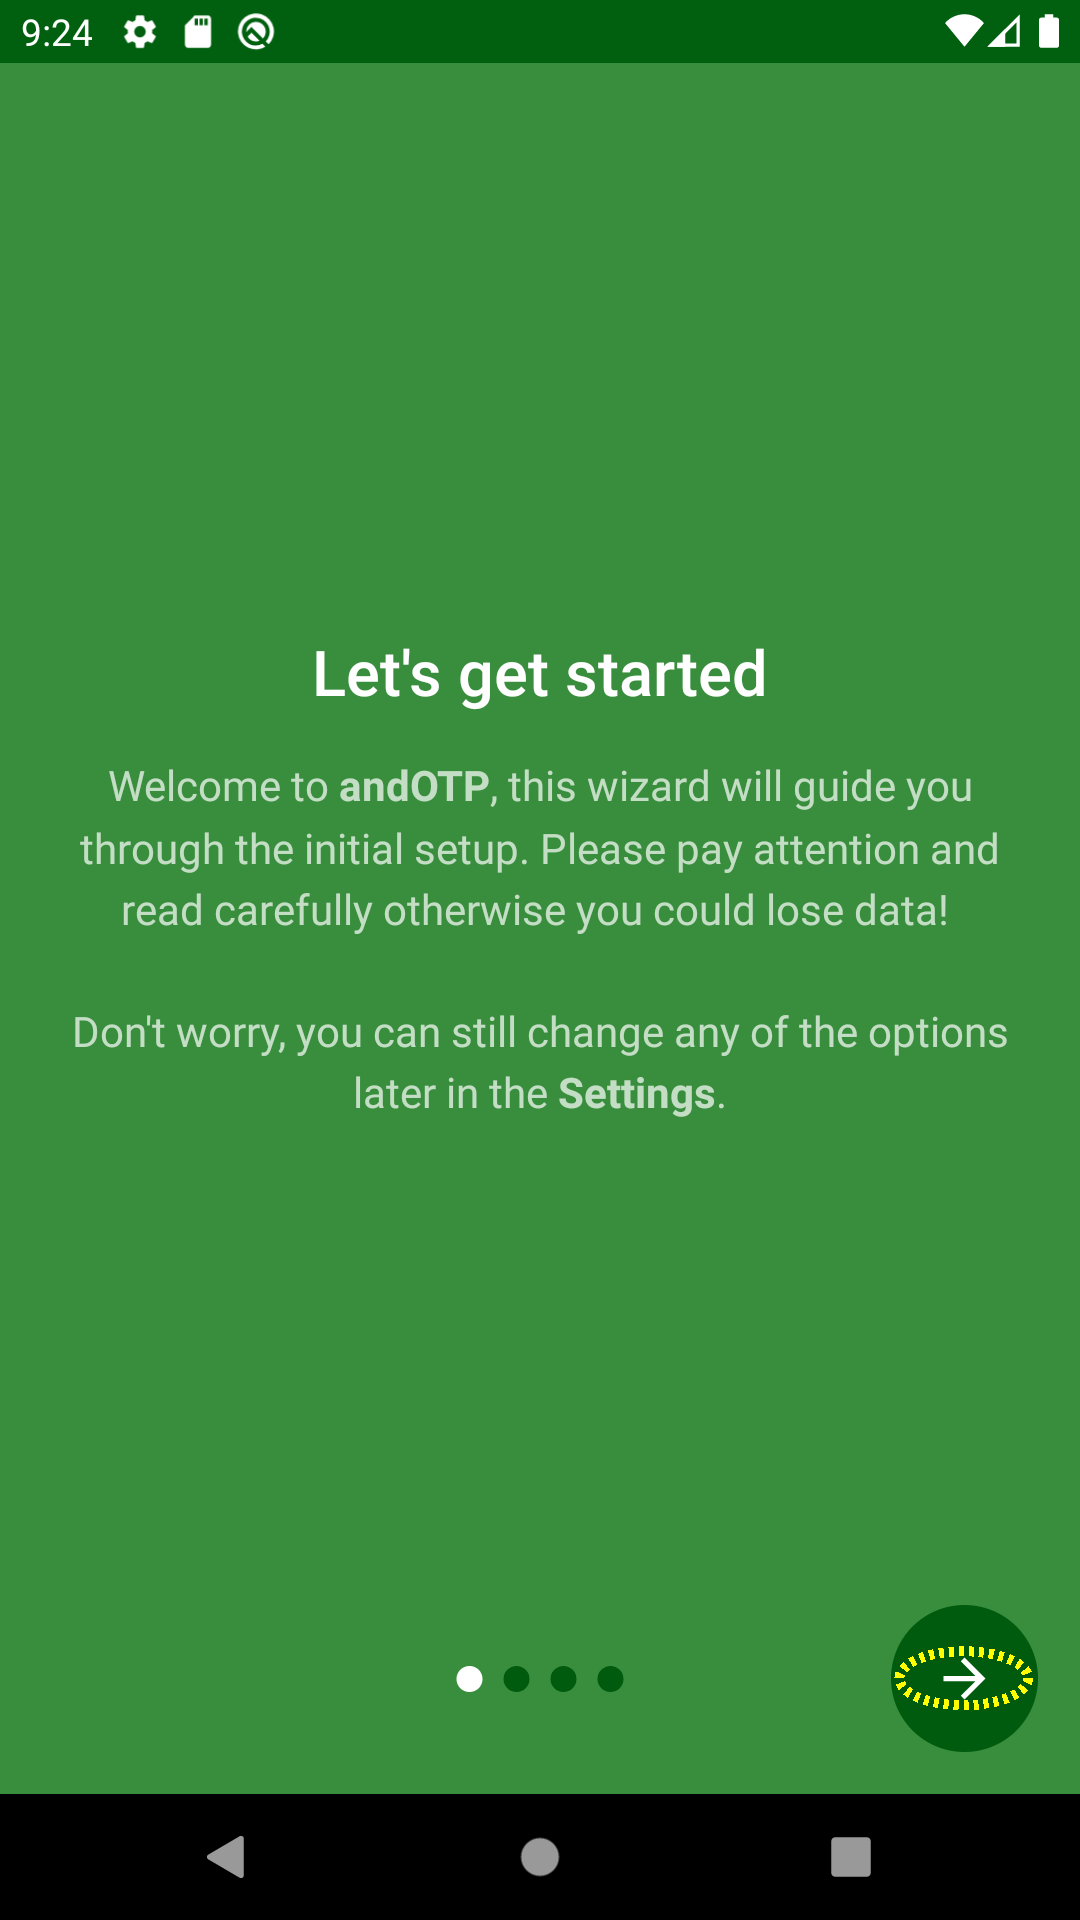 9:24
Let's get started
Welcome to andOTP, this wizard will guide you
through the initial setup. Please pay attention and
read carefully otherwise you could lose data!
Don't worry, you can still change any of the options
later in the Settings.